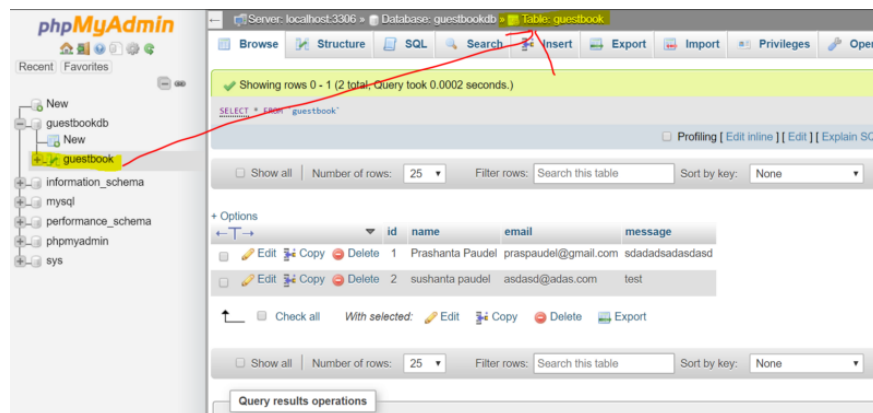 phpMyAdmin
Recent Favorites
New
guestbookdb
New
guestbook
information_schema
mysql
performance_schema
phpmyadmin
sys
Server: localhost:3306 » Database: guestbookdb » Table: guestbook
Browse Structure SQL Search Insert Export Import Privileges Oper
Showing rows 0 - 1 (2 total, Query took 0.0002 seconds.)
SELECT * FROM `guestbook`
Profiling [ Edit inline ] [ Edit ] [ Explain SQ
Show all Number of rows: 25 Filter rows: Search this table Sort by key: None
+ Options
←T→ id name email message
Edit Copy Delete 1 Prashanta Paudel praspaudel@gmail.com sdadadsadasdasd
Edit Copy Delete 2 sushanta paudel asdasd@adas.com test
Check all With selected: Edit Copy Delete Export
Show all Number of rows: 25 Filter rows: Search this table Sort by key: None
Query results operations